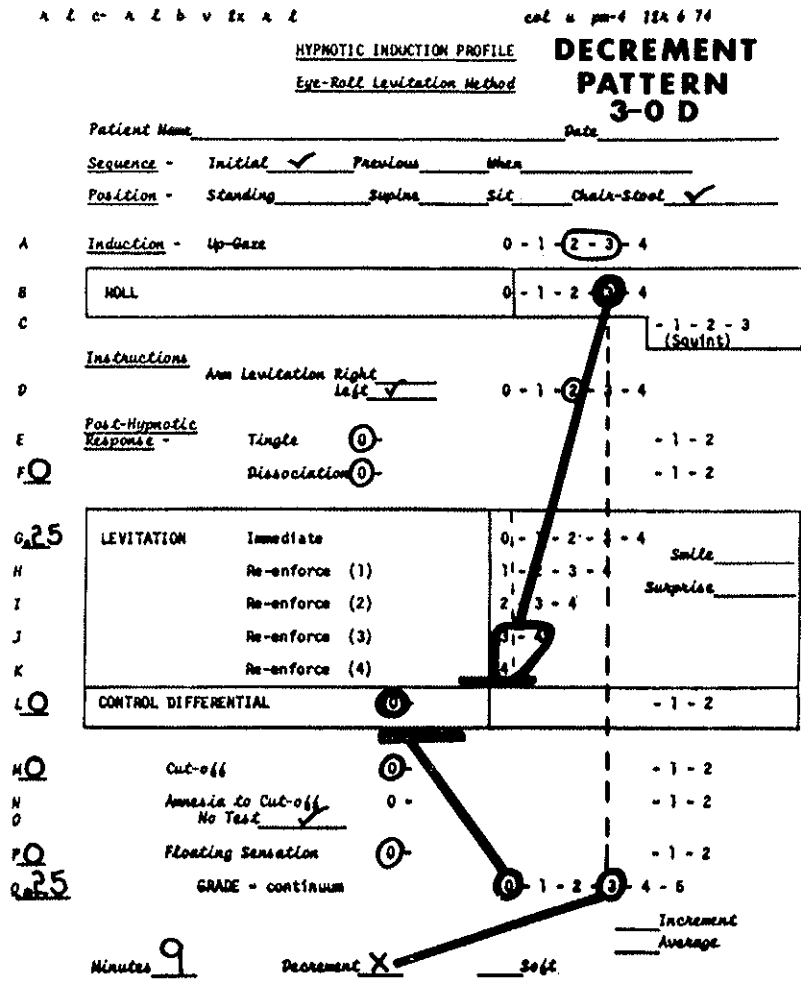 r l c- r l b v tx r l col u pm-4 11k 6 74
HYPNOTIC INDUCTION PROFILE DECREMENT
Eye-Roll Levitation Method PATTERN
3-0 D
Patient Name Date
Sequence - Initial ✓ Previous When
Position - Standing Supine Sit Chair-Stool ✓
A Induction - Up-Gaze 0 - 1 - 2 - 3 - 4
B ROLL 0 - 1 - 2 - 3 - 4
C - 1 - 2 - 3
(Squint)
Instructions
Arm Levitation Right
D Left ✓ 0 - 1 - 2 - 3 - 4
Post-Hypnotic
E Response - Tingle 0 - - 1 - 2
F 0 Dissociation 0 - - 1 - 2
G .25 LEVITATION Immediate 0 - 1 - 2 - 3 - 4
Smile
H Re-enforce (1) 1 - 2 - 3 - 4
Surprise
I Re-enforce (2) 2 - 3 - 4
J Re-enforce (3) 3 - 4
K Re-enforce (4) 4
L 0 CONTROL DIFFERENTIAL 0 - 1 - 2
M 0 Cut-off 0 - - 1 - 2
N Amnesia to Cut-off 0 - - 1 - 2
O No Test ✓
P 0 Floating Sensation 0 - - 1 - 2
Q .25 GRADE - continuum 0 - 1 - 2 - 3 - 4 - 5
Increment
Average
Minutes 9 Decrement X Soft